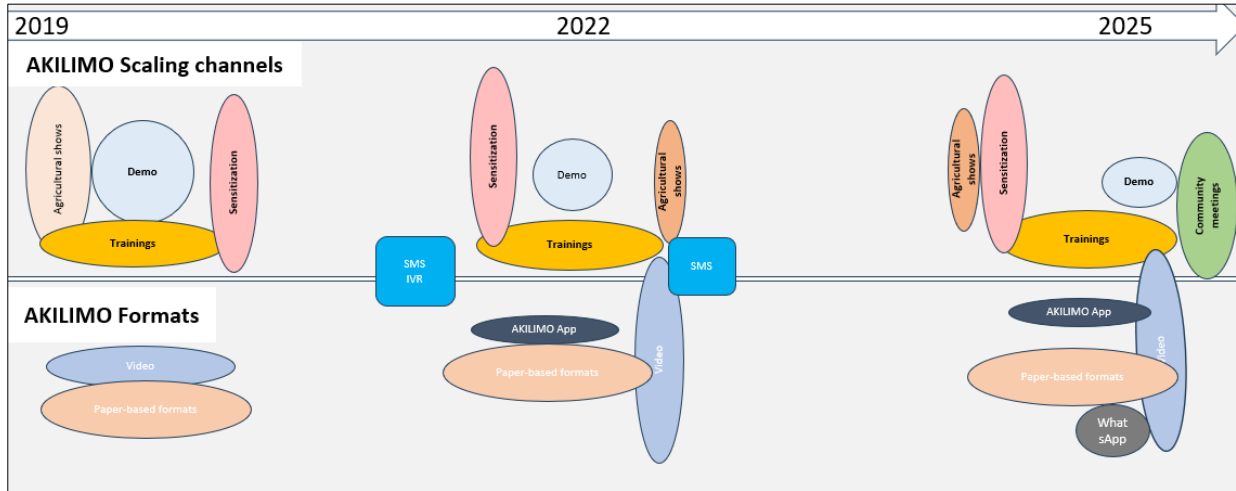 2019
2022
2025
AKILIMO Scaling channels
Agricultural shows
Demo
Sensitization
Trainings
SMS
IVR
Sensitization
Demo
Agricultural
shows
Trainings
SMS
Agricultural
shows
Sensitization
Demo
Community
meetings
Trainings
AKILIMO Formats
Video
Paper-based formats
AKILIMO App
Paper-based formats
Video
AKILIMO App
Paper-based formats
Video
What
sApp